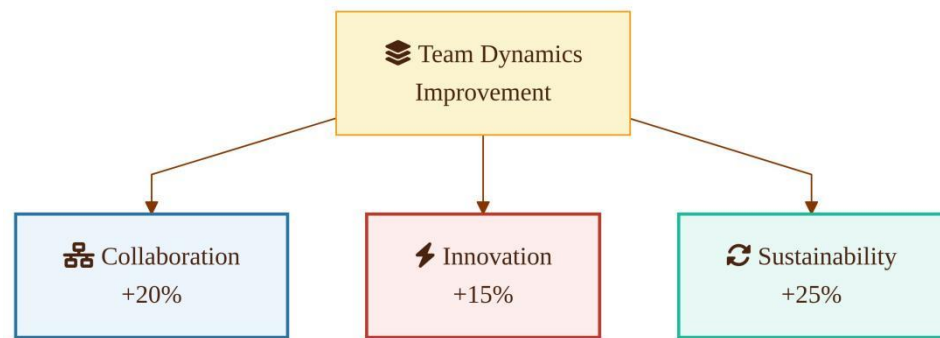 Team Dynamics
Improvement
Collaboration
+20%
Innovation
+15%
Sustainability
+25%